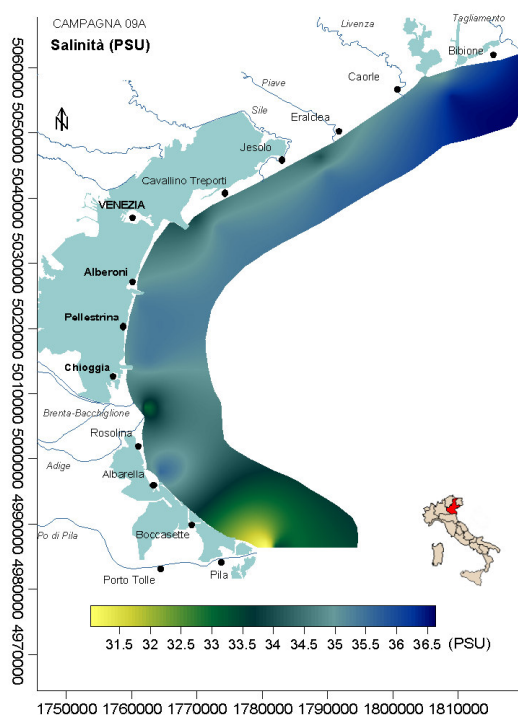 CAMPAGNA 09A
Salinità (PSU)
N
Livenza
Tagliamento
Bibione
Caorle
Piave
Eraclea
Sile
Jesolo
Cavallino Treporti
VENEZIA
Alberoni
Pellestrina
Chioggia
Brenta-Bacchiglione
Rosolina
Adige
Albarella
Boccasette
Po di Pila
Porto Tolle
Pila
5060000
5050000
5040000
5030000
5020000
5010000
5000000
4990000
4980000
4970000
31.5 32 32.5 33 33.5 34 34.5 35 35.5 36 36.5 (PSU)
1750000 1760000 1770000 1780000 1790000 1800000 1810000